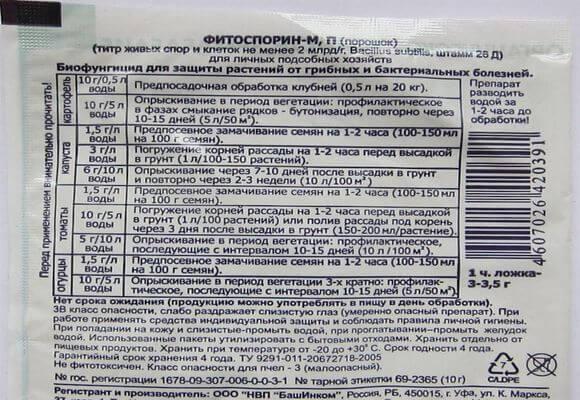 ФИТОСПОРИН-М, П (порошок)
(титр живых спор и клеток не менее 2 млрд/г, Bacillus subtilis, штамм 26 Д)
для личных подсобных хозяйств
Биофунгицид для защиты растений от грибных и бактериальных болезней.
Перед применением внимательно прочитать!
картофель
10 г/0,5 л воды
Предпосадочная обработка клубней (0,5 л на 20 кг).
10 г/5 л воды
Опрыскивание в период вегетации: профилактическое
в фазах смыкания рядков - бутонизация, повторно через
10-15 дней (5 л/50 м²).
капуста
1,5 г/л воды
Предпосевное замачивание семян на 1-2 часа (100-150 мл
на 100 г семян).
3 г/л воды
Погружение корней рассады на 1-2 часа перед высадкой
в грунт (1 л/100-150 растений).
6 г/10 л воды
Опрыскивание через 7-10 дней после высадки в грунт
и повторно через 2-3 недели (10 л/100 м²).
томаты
1,5 г/л воды
Предпосевное замачивание семян на 1-2 часа (100-150 мл
на 100 г семян).
10 г/5 л воды
Погружение корней рассады на 1-2 часа перед высадкой
в грунт (1 л/100 растений) или полив рассады под корень
через 3 дня после высадки в грунт (150-200 мл/растение).
5 г/10 л воды
Опрыскивание в период вегетации: профилактическое,
последующие с интервалом 10-15 дней (10 л/100 м²).
огурцы
1,5 г/л воды
Предпосевное замачивание семян на 1-2 часа (100-150 мл
на 100 г семян).
10 г/5 л воды
Опрыскивание в период вегетации 3-х кратно: профилак-
тическое, последующие с интервалом 10-15 дней (5 л/50 м²).
Препарат
разводить
водой за
1-2 часа до
обработки!
4607026420391
1 ч. ложка-
3-3,5 г
Нет срока ожидания (продукцию можно употреблять в пищу в день обработки).
3В класс опасности, слабо раздражает слизистую глаз (умеренно опасный препарат). При
работе применять средства индивидуальной защиты и соблюдать правила личной гигиены.
При попадании на кожу и слизистые-промыть водой, при проглатывании-промыть желудок
водой. Использованные пакеты утилизировать с бытовыми отходами. Хранить отдельно от
пищевых продуктов. Хранить при температуре от -20 до +30° С. Срок годности 4 года.
Гарантийный срок хранения 4 года. ТУ 9291-011-20672718-2005
Не фитотоксичен. Класс опасности для пчел - 3 (малоопасный).
№ гос. регистрации 1678-09-307-006-0-0-3-1 № тарной этикетки 69-2365 (10 г)
7
Регистрант и производитель: ООО "НВП "БашИнком", Россия, РБ, 450015, г. Уфа, ул. К. Маркса,